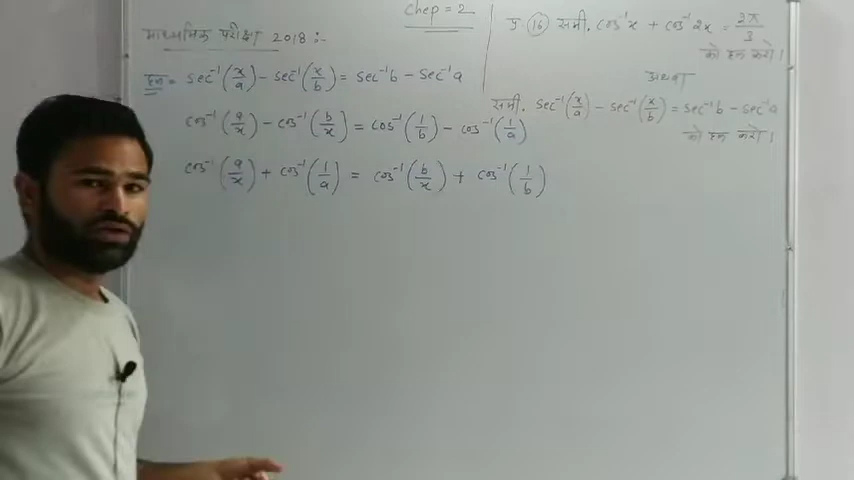 Chep = 2
माध्यमिक परीक्षा 2018 :-
प्र (16) समी. cos⁻¹x + cos⁻¹2x = 2π/3
को हल करो।
अथवा
समी. sec⁻¹(x/a) - sec⁻¹(x/b) = sec⁻¹b - sec⁻¹a
को हल करो।
हल = sec⁻¹(x/a) - sec⁻¹(x/b) = sec⁻¹b - sec⁻¹a
cos⁻¹(a/x) - cos⁻¹(b/x) = cos⁻¹(1/b) - cos⁻¹(1/a)
cos⁻¹(a/x) + cos⁻¹(1/a) = cos⁻¹(b/x) + cos⁻¹(1/b)